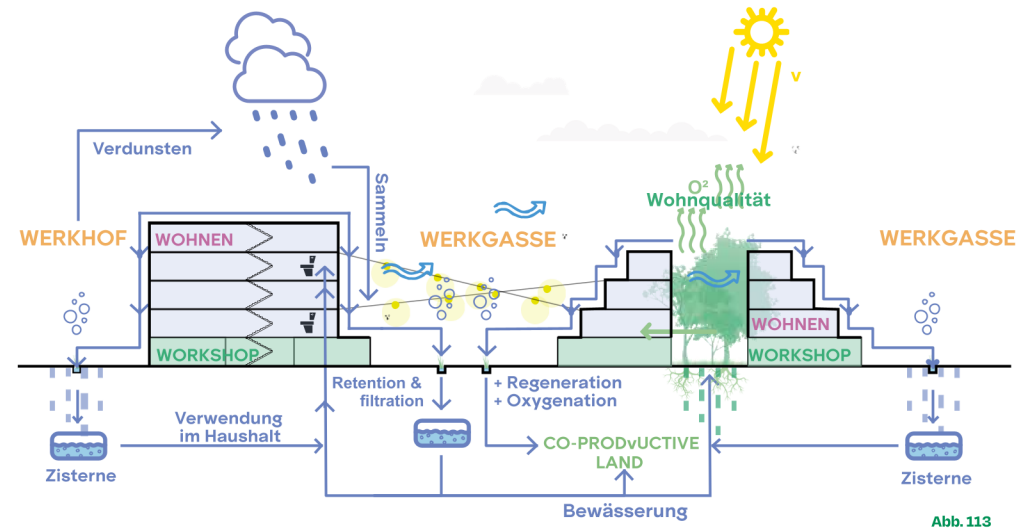 v
Verdunsten
Sammeln
O²
Wohnqualität
WERKHOF
WOHNEN
WERKGASSE
WERKGASSE
WOHNEN
WORKSHOP
WORKSHOP
Retention &
filtration
+ Regeneration
+ Oxygenation
Verwendung
im Haushalt
CO-PRODvUCTIVE
LAND
Zisterne
Zisterne
Bewässerung
Abb. 113